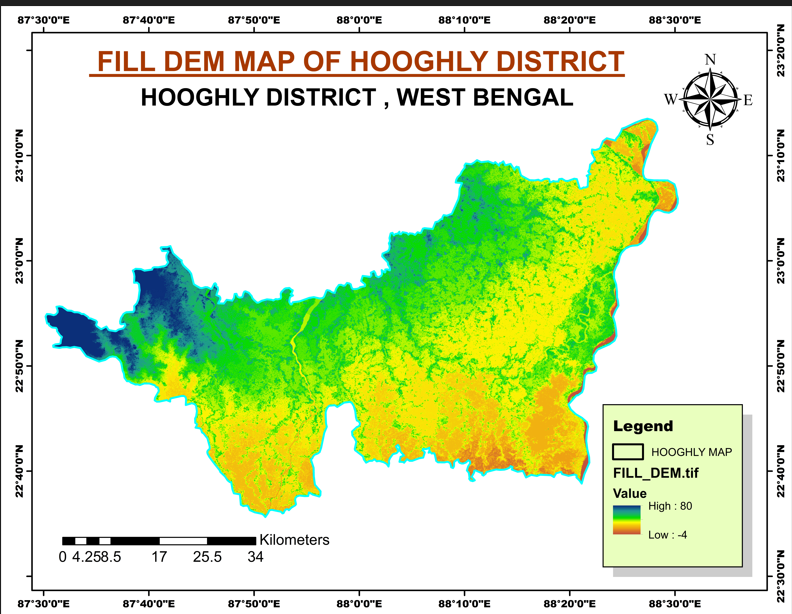 87°30'0"E 87°40'0"E 87°50'0"E 88°0'0"E 88°10'0"E 88°20'0"E 88°30'0"E
FILL DEM MAP OF HOOGHLY DISTRICT
HOOGHLY DISTRICT , WEST BENGAL
N
W E
S
23°20'0"N
23°10'0"N 23°10'0"N
23°0'0"N 23°0'0"N
22°50'0"N 22°50'0"N
22°40'0"N 22°40'0"N
22°30'0"N
Legend
HOOGHLY MAP
FILL_DEM.tif
Value
High : 80
Low : -4
Kilometers
0 4.258.5 17 25.5 34
87°30'0"E 87°40'0"E 87°50'0"E 88°0'0"E 88°10'0"E 88°20'0"E 88°30'0"E